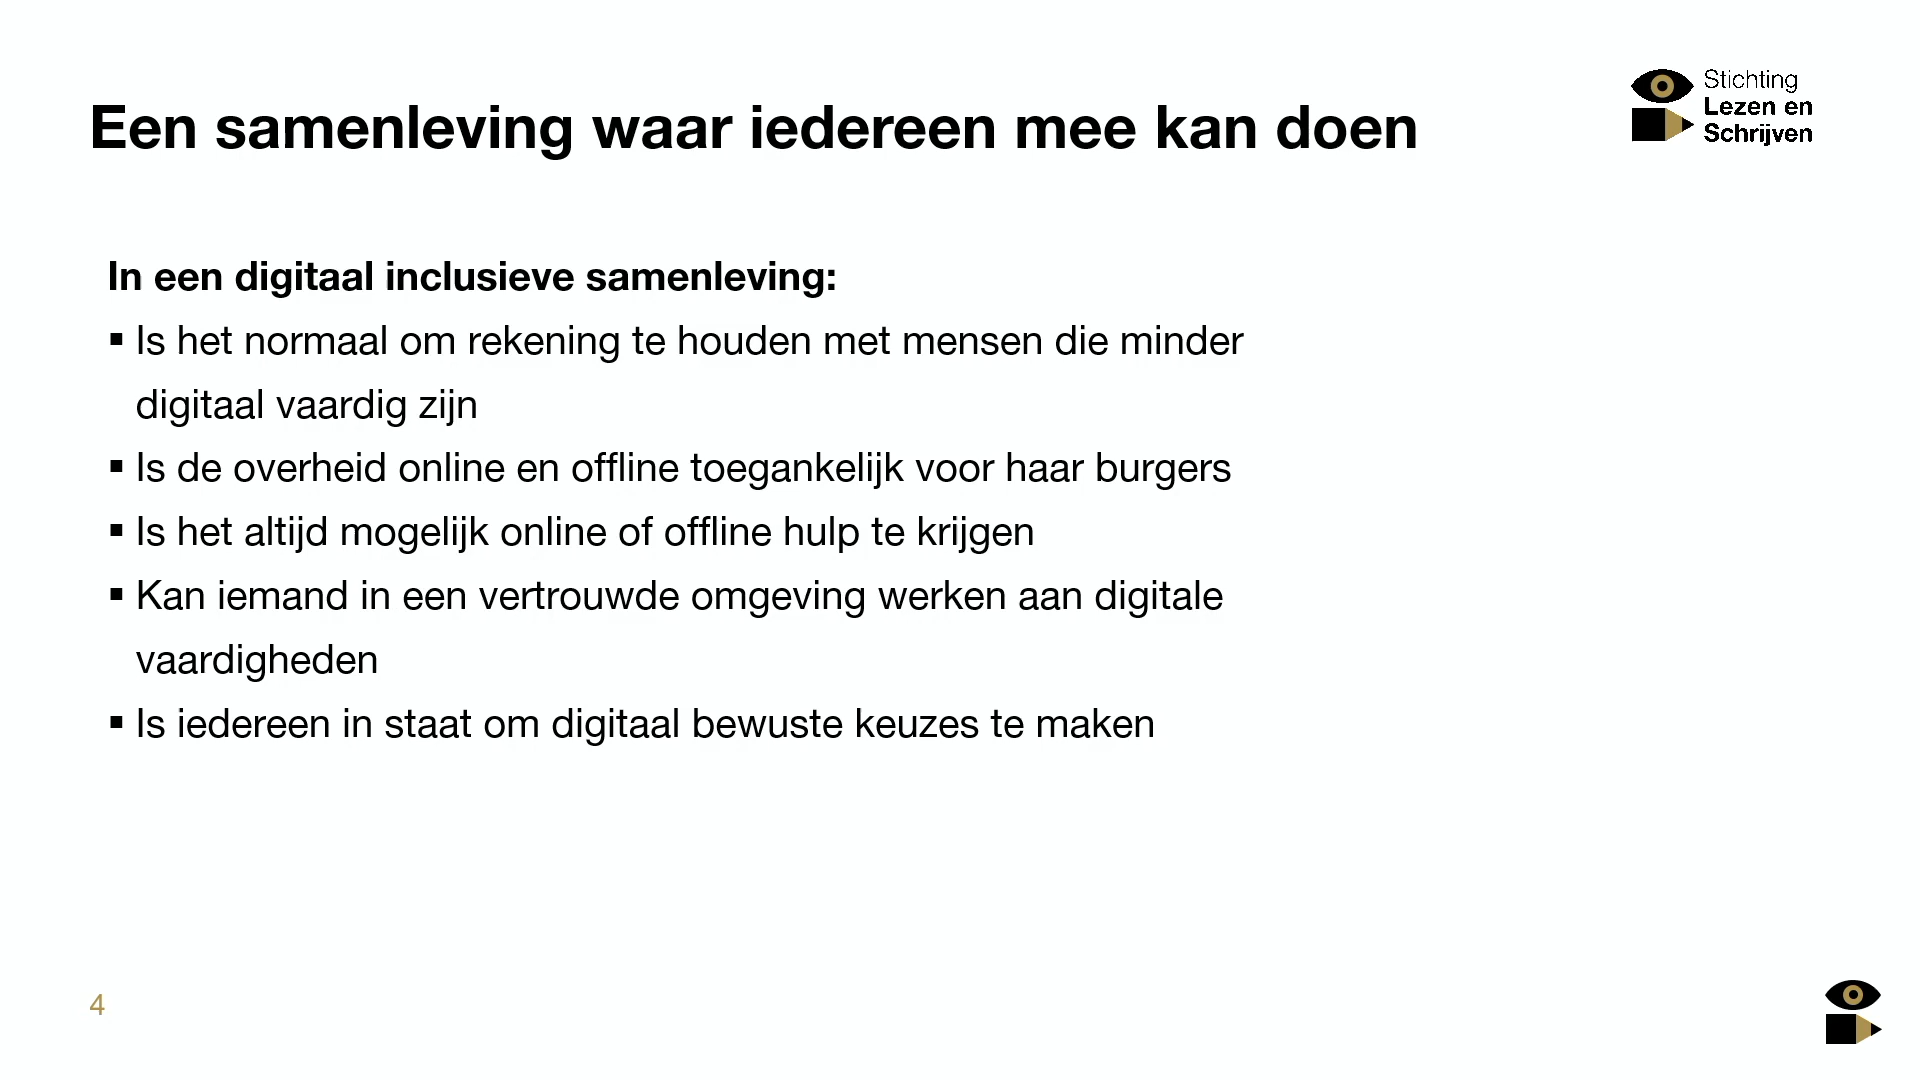 Een samenleving waar iedereen mee kan doen
Stichting
Lezen en
Schrijven
In een digitaal inclusieve samenleving:
▪ Is het normaal om rekening te houden met mensen die minder
digitaal vaardig zijn
▪ Is de overheid online en offline toegankelijk voor haar burgers
▪ Is het altijd mogelijk online of offline hulp te krijgen
▪ Kan iemand in een vertrouwde omgeving werken aan digitale
vaardigheden
▪ Is iedereen in staat om digitaal bewuste keuzes te maken
4